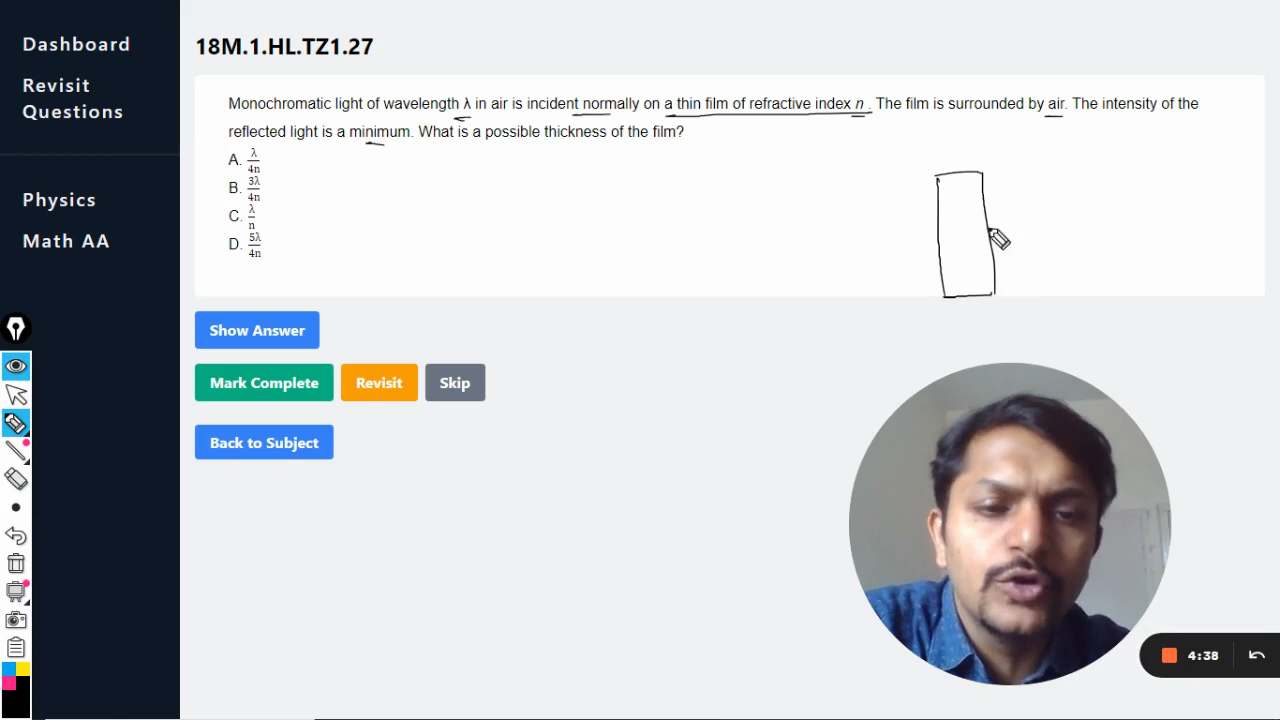 Dashboard
Revisit
Questions
Physics
Math AA
18M.1.HL.TZ1.27
Monochromatic light of wavelength λ in air is incident normally on a thin film of refractive index n . The film is surrounded by air. The intensity of the
reflected light is a minimum. What is a possible thickness of the film?
A. λ/4n
B. 3λ/4n
C. λ/n
D. 5λ/4n
Show Answer
Mark Complete
Revisit
Skip
Back to Subject
4:38